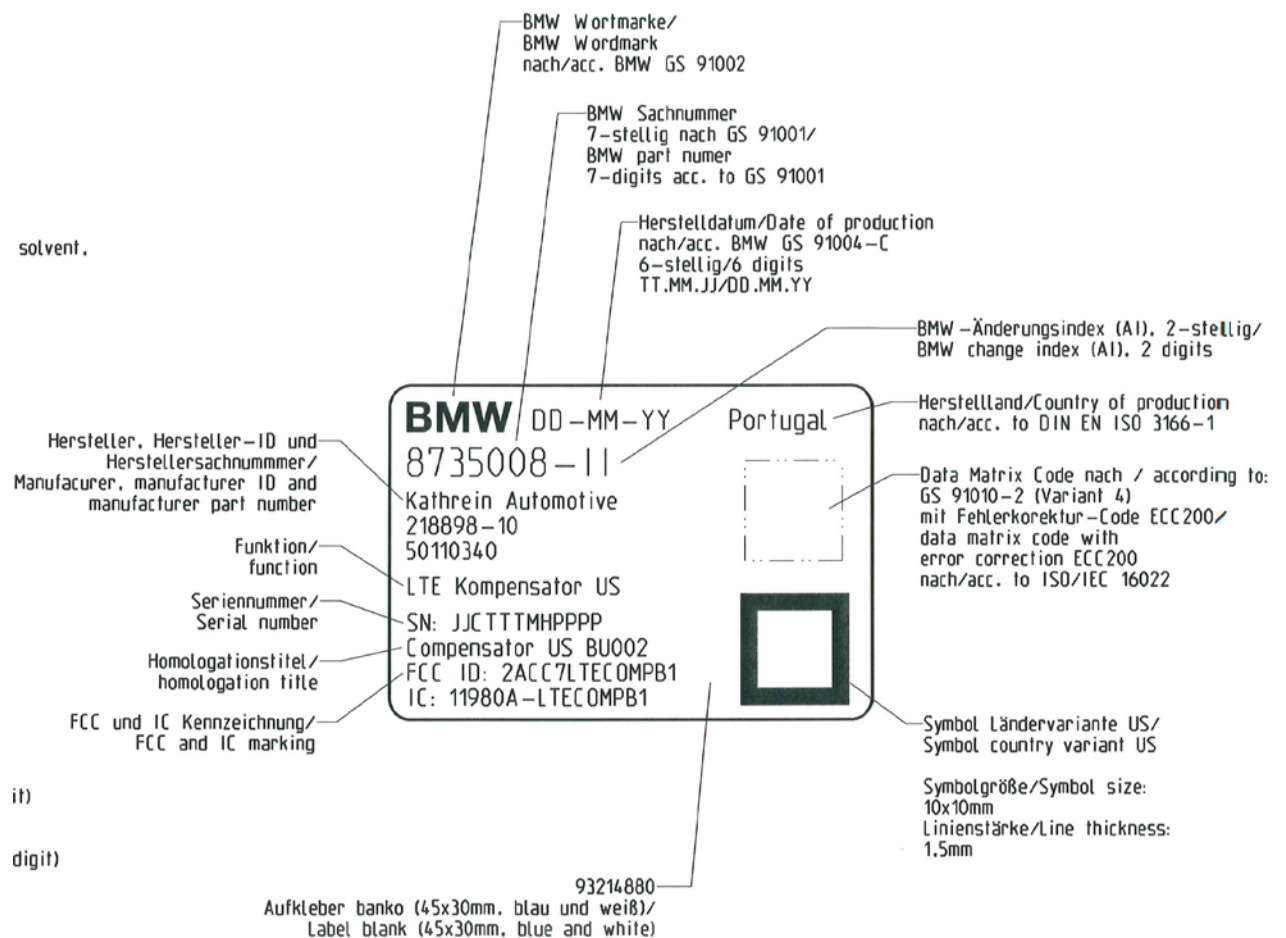 BMW Wortmarke/
BMW Wordmark
nach/acc. BMW GS 91002
BMW Sachnummer
7-stellig nach GS 91001/
BMW part numer
7-digits acc. to GS 91001
solvent,
Herstelldatum/Date of production
nach/acc. BMW GS 91004-C
6-stellig/6 digits
TT.MM.JJ/DD.MM.YY
BMW-Änderungsindex (AI), 2-stellig/
BMW change index (AI), 2 digits
Herstellland/Country of production
nach/acc. to DIN EN ISO 3166-1
Data Matrix Code nach / according to:
GS 91010-2 (Variant 4)
mit Fehlerkorektur-Code ECC200/
data matrix code with
error correction ECC200
nach/acc. to ISO/IEC 16022
Hersteller, Hersteller-ID und
Herstellersachnummmer/
Manufacurer, manufacturer ID and
manufacturer part number
Funktion/
function
Seriennummer/
Serial number
Homologationstitel/
homologation title
FCC und IC Kennzeichnung/
FCC and IC marking
BMW DD-MM-YY Portugal
8735008-11
Kathrein Automotive
218898-10
50110340
LTE Kompensator US
SN: JJCTTTMHPPPP
Compensator US BU002
FCC ID: 2ACC7LTECOMPB1
IC: 11980A-LTECOMPB1
Symbol Ländervariante US/
Symbol country variant US
Symbolgröße/Symbol size:
10x10mm
Linienstärke/Line thickness:
1,5mm
it)
digit)
93214880
Aufkleber banko (45x30mm, blau und weiß)/
Label blank (45x30mm, blue and white)